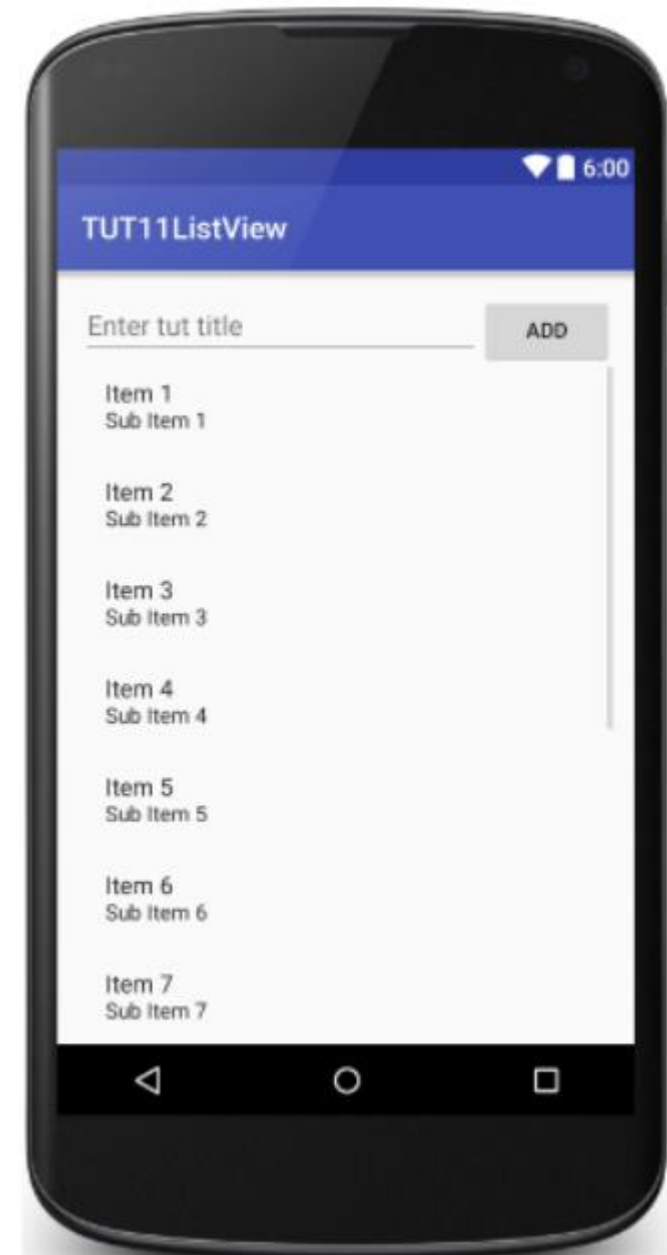 6:00
TUT11ListView
Enter tut title
ADD
Item 1
Sub Item 1
Item 2
Sub Item 2
Item 3
Sub Item 3
Item 4
Sub Item 4
Item 5
Sub Item 5
Item 6
Sub Item 6
Item 7
Sub Item 7